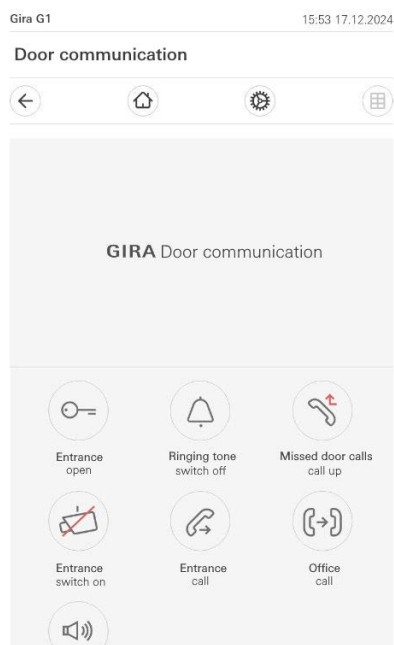 Gira G1 15:53 17.12.2024
Door communication
GIRA Door communication
Entrance Ringing tone Missed door calls
open switch off call up
Entrance Entrance Office
switch on call call